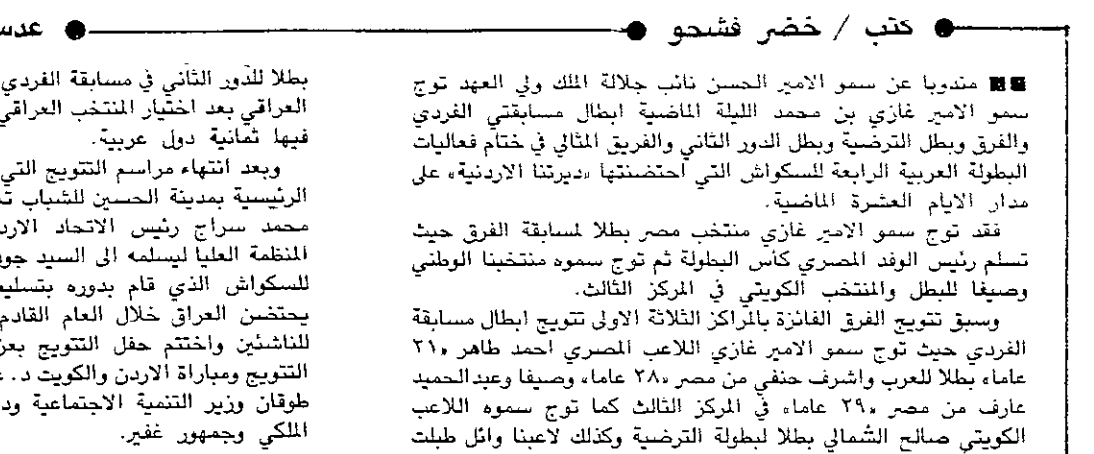 كتب / خضر فشحو
عدس
■■ مندوبا عن سمو الامير الحسن نائب جلالة الملك ولي العهد توج
سمو الامير غازي بن محمد الليلة الماضية ابطال مسابقتي الفردي
والفرق وبطل الترضية وبطل الدور الثاني والفريق المثالي في ختام فعاليات
البطولة العربية الرابعة للسكواش التي احتضنتها «ديرتنا الاردنية» على
مدار الايام العشرة الماضية.
فقد توج سمو الامير غازي منتخب مصر بطلا لمسابقة الفرق حيث
تسلم رئيس الوفد المصري كأس البطولة ثم توج سموه منتخبنا الوطني
وصيفا للبطل والمنتخب الكويتي في المركز الثالث.
وسبق تتويج الفرق الفائزة بالمراكز الثلاثة الاولى تتويج ابطال مسابقة
الفردي حيث توج سمو الامير غازي اللاعب المصري احمد طاهر «٢١
عاما» بطلا للعرب واشرف حنفي من مصر «٢٨ عاما» وصيفا وعبدالحميد
عارف من مصر «٢٩ عاما» في المركز الثالث كما توج سموه اللاعب
الكويتي صالح الشمالي بطلا لبطولة الترضية وكذلك لاعبنا وائل طبلت
بطلا للدور الثاني في مسابقة الفردي
العراقي بعد اختيار المنتخب العراقي
فيها ثمانية دول عربية.
وبعد انتهاء مراسم التتويج التي
الرئيسية بمدينة الحسين للشباب ت
محمد سراج رئيس الاتحاد الارد
المنظمة العليا ليسلمه الى السيد جو
للسكواش الذي قام بدوره بتسلي
يحتضن العراق خلال العام القادم
للناشئين واختتم حفل التتويج بعز
التتويج ومباراة الاردن والكويت د. ع
طوقان وزير التنمية الاجتماعية ود
الملكي وجمهور غفير.